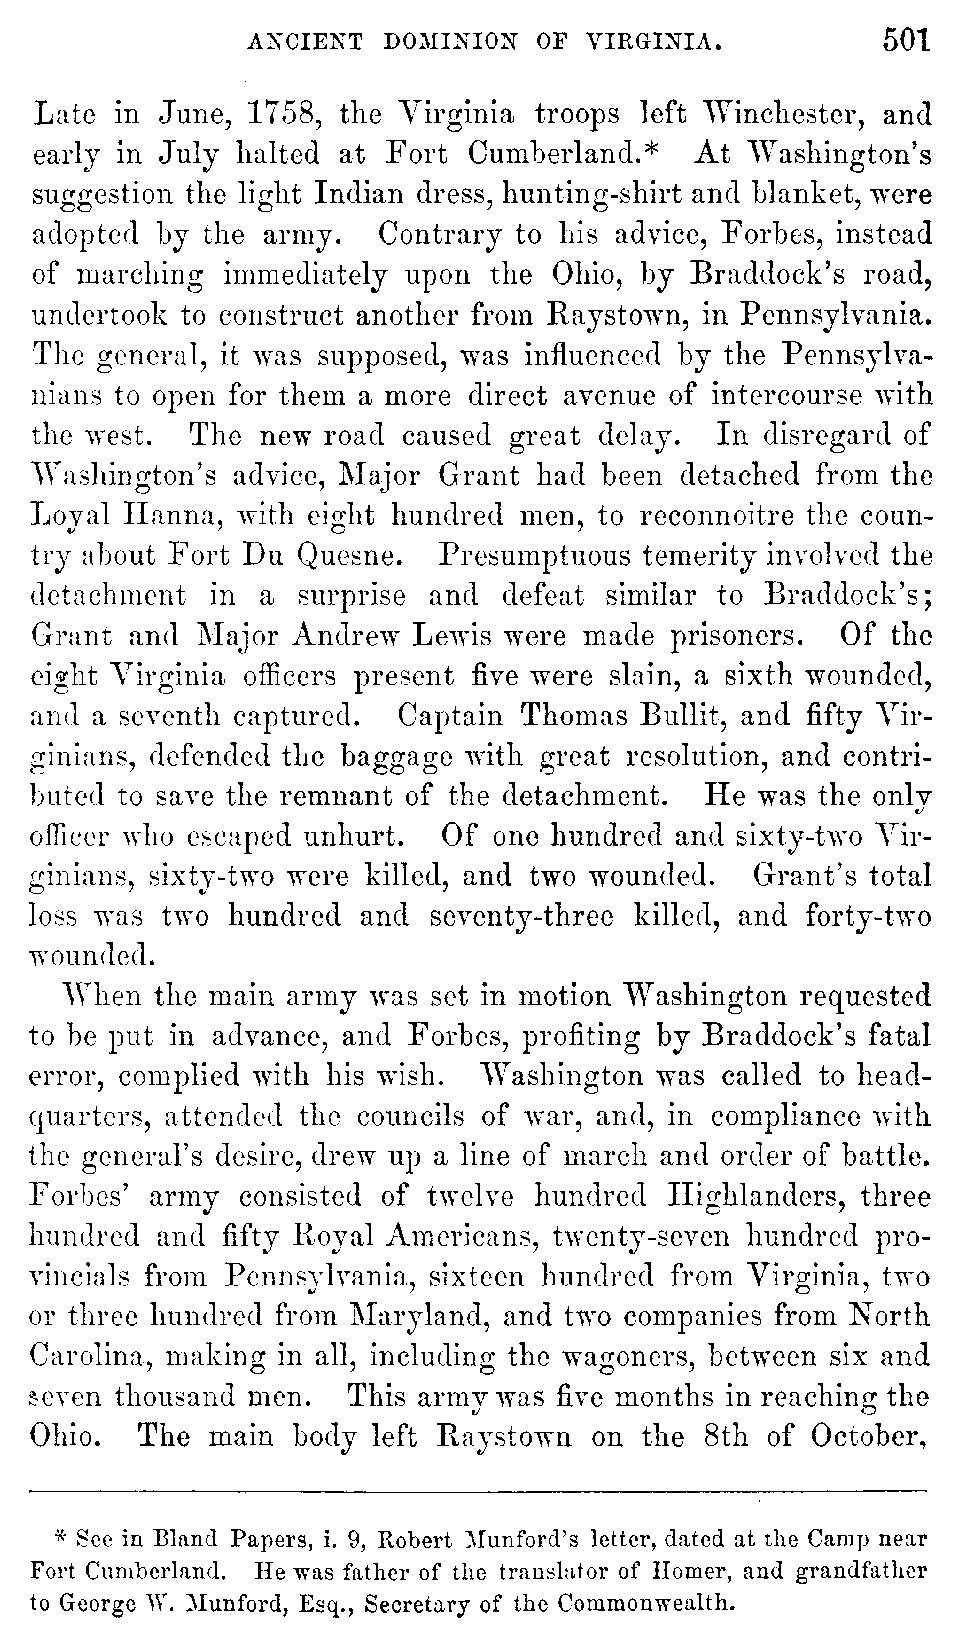 ANCIENT DOMINION OF VIRGINIA. 501
Late in June, 1758, the Virginia troops left Winchester, and
early in July halted at Fort Cumberland.* At Washington's
suggestion the light Indian dress, hunting-shirt and blanket, were
adopted by the army. Contrary to his advice, Forbes, instead
of marching immediately upon the Ohio, by Braddock's road,
undertook to construct another from Raystown, in Pennsylvania.
The general, it was supposed, was influenced by the Pennsylva-
nians to open for them a more direct avenue of intercourse with
the west. The new road caused great delay. In disregard of
Washington's advice, Major Grant had been detached from the
Loyal Hanna, with eight hundred men, to reconnoitre the coun-
try about Fort Du Quesne. Presumptuous temerity involved the
detachment in a surprise and defeat similar to Braddock's;
Grant and Major Andrew Lewis were made prisoners. Of the
eight Virginia officers present five were slain, a sixth wounded,
and a seventh captured. Captain Thomas Bullit, and fifty Vir-
ginians, defended the baggage with great resolution, and contri-
buted to save the remnant of the detachment. He was the only
officer who escaped unhurt. Of one hundred and sixty-two Vir-
ginians, sixty-two were killed, and two wounded. Grant's total
loss was two hundred and seventy-three killed, and forty-two
wounded.
When the main army was set in motion Washington requested
to be put in advance, and Forbes, profiting by Braddock's fatal
error, complied with his wish. Washington was called to head-
quarters, attended the councils of war, and, in compliance with
the general's desire, drew up a line of march and order of battle.
Forbes' army consisted of twelve hundred Highlanders, three
hundred and fifty Royal Americans, twenty-seven hundred pro-
vincials from Pennsylvania, sixteen hundred from Virginia, two
or three hundred from Maryland, and two companies from North
Carolina, making in all, including the wagoners, between six and
seven thousand men. This army was five months in reaching the
Ohio. The main body left Raystown on the 8th of October,
* See in Bland Papers, i. 9, Robert Munford's letter, dated at the Camp near
Fort Cumberland. He was father of the translator of Homer, and grandfather
to George W. Munford, Esq., Secretary of the Commonwealth.